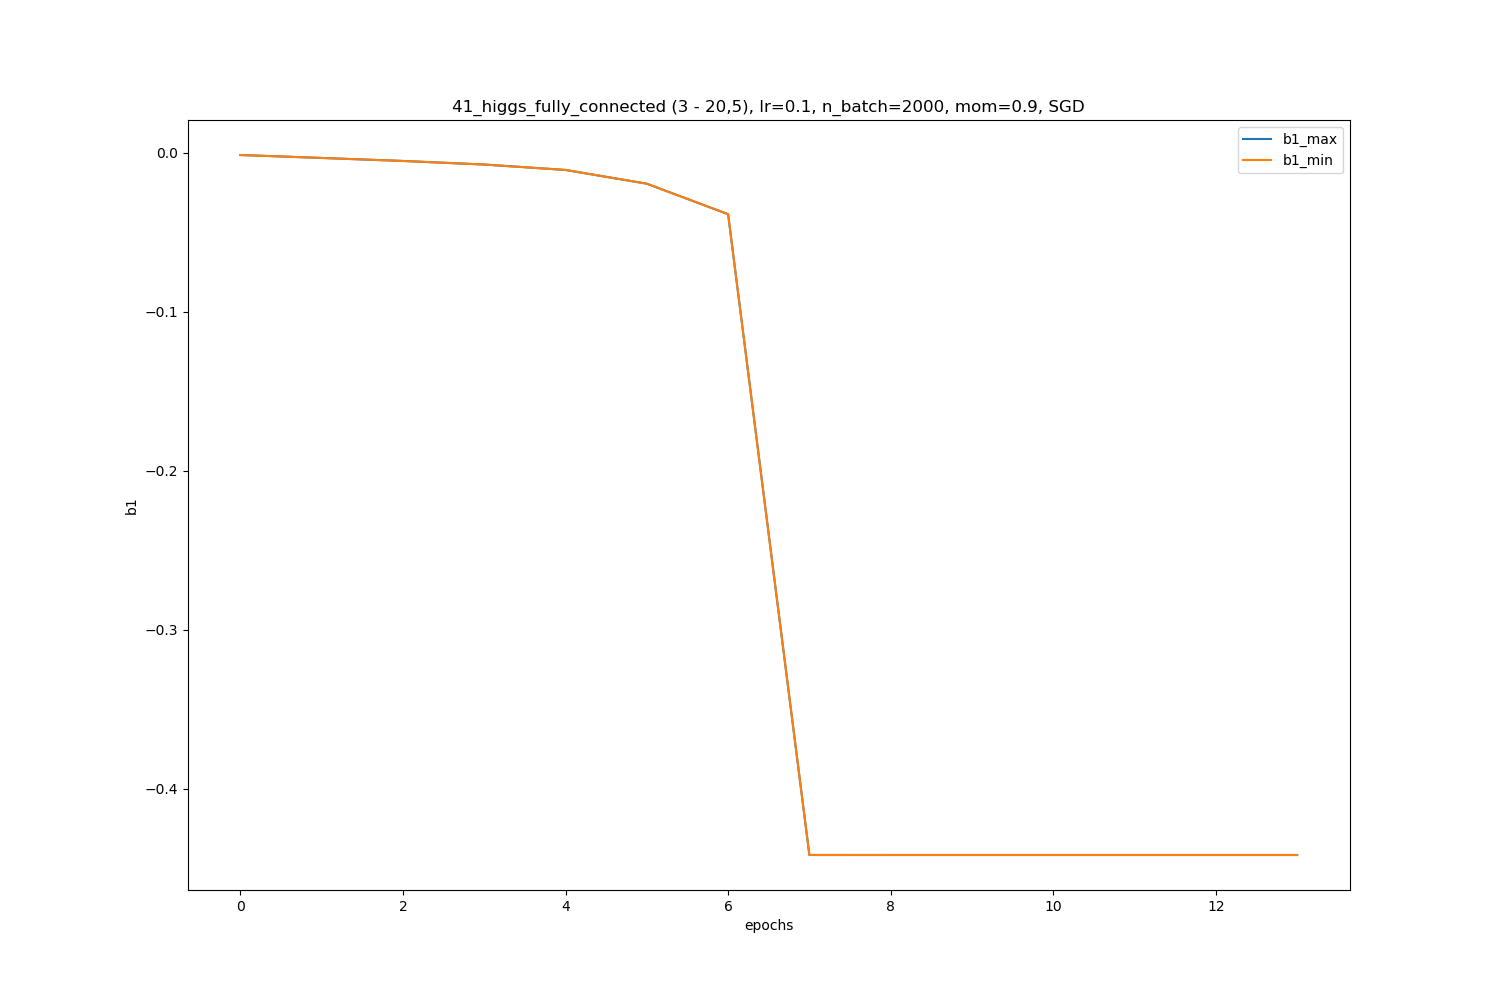 41_higgs_fully_connected (3 - 20,5), lr=0.1, n_batch=2000, mom=0.9, SGD
b1_max
b1_min
0.0
−0.1
−0.2
−0.3
−0.4
b1
0 2 4 6 8 10 12
epochs